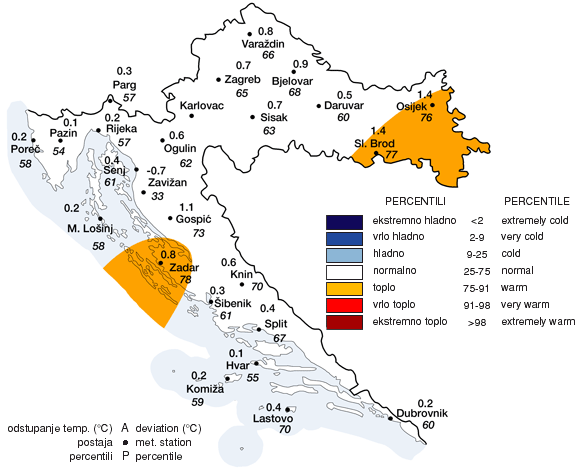 0.8
Varaždin
66
0.7
Zagreb
65
0.9
Bjelovar
68
0.3
Parg
57
Karlovac
0.7
Sisak
63
0.5
Daruvar
60
1.4
Osijek
76
1.4
Sl. Brod
77
0.2
Poreč
58
0.1
Pazin
54
0.2
Rijeka
57
0.6
Ogulin
62
0.4
Senj
61
-0.7
Zavižan
33
0.2
M. Lošinj
58
1.1
Gospić
73
0.8
Zadar
78
0.6
Knin
70
0.3
Šibenik
61
0.4
Split
67
0.1
Hvar
55
0.2
Komiža
59
0.4
Lastovo
70
0.2
Dubrovnik
60
PERCENTILI PERCENTILE
ekstremno hladno <2 extremely cold
vrlo hladno 2-9 very cold
hladno 9-25 cold
normalno 25-75 normal
toplo 75-91 warm
vrlo toplo 91-98 very warm
ekstremno toplo >98 extremely warm
odstupanje temp. (°C) A deviation (°C)
postaja met. station
percentili P percentile